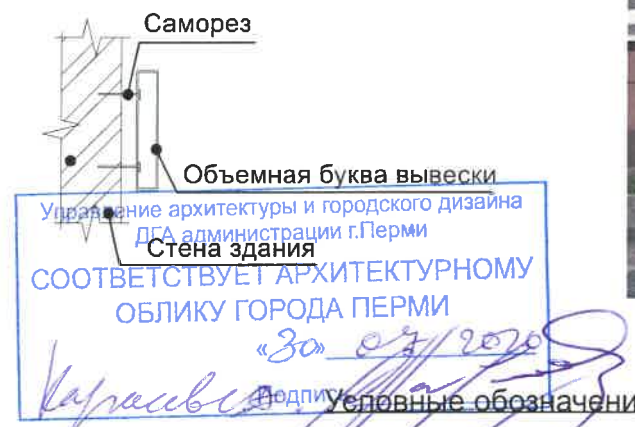 Саморез
Объемная буква вывески
Управление архитектуры и городского дизайна
ДГА администрации г.Перми
Стена здания
СООТВЕТСТВУЕТ АРХИТЕКТУРНОМУ
ОБЛИКУ ГОРОДА ПЕРМИ
«30» 07 2020
Подпись
Условные обозначени